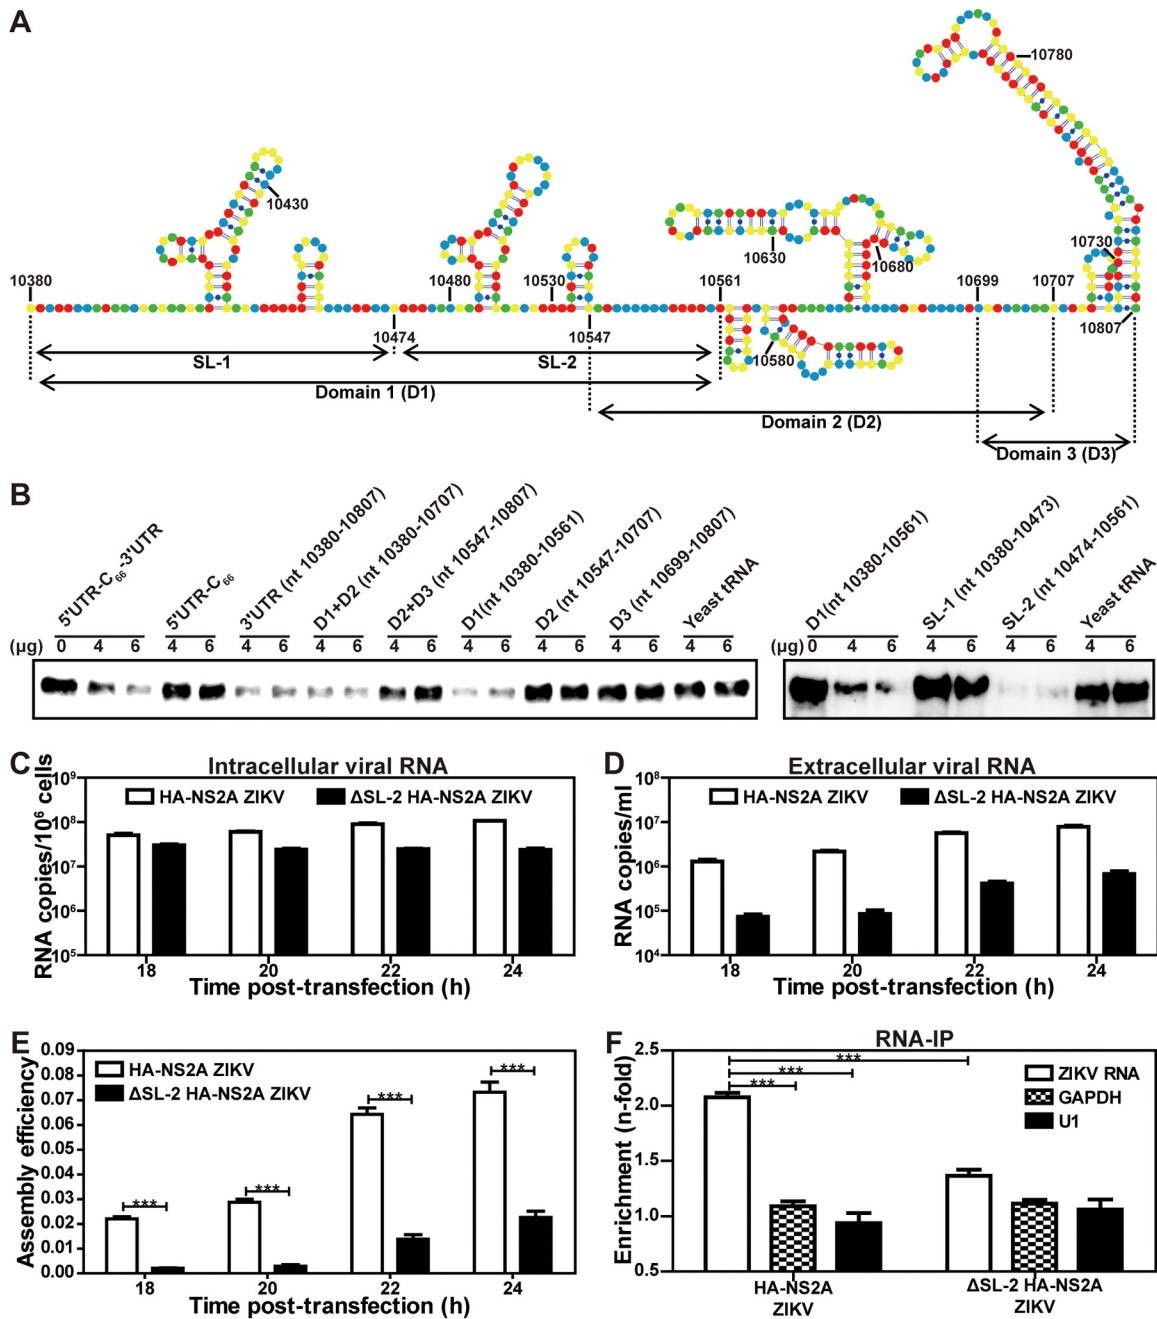 A
10430
10380
10480
10530
10474
10547
10561
10580
10630
10680
10699
10707
10730
10780
10807
SL-1
SL-2
Domain 1 (D1)
Domain 2 (D2)
Domain 3 (D3)
B
5'UTR-C66-3'UTR
5'UTR-C66
3'UTR (nt 10380-10807)
D1+D2 (nt 10380-10707)
D2+D3 (nt 10547-10807)
D1(nt 10380-10561)
D2 (nt 10547-10707)
D3 (nt 10699-10807)
Yeast tRNA
(μg) 0 4 6 4 6 4 6 4 6 4 6 4 6 4 6 4 6 4 6
D1(nt 10380-10561)
SL-1 (nt 10380-10473)
SL-2 (nt 10474-10561)
Yeast tRNA
(μg) 0 4 6 4 6 4 6 4 6
C
Intracellular viral RNA
HA-NS2A ZIKV
ΔSL-2 HA-NS2A ZIKV
RNA copies/10⁶ cells
10⁹
10⁸
10⁷
10⁶
10⁵
18 20 22 24
Time post-transfection (h)
D
Extracellular viral RNA
HA-NS2A ZIKV
ΔSL-2 HA-NS2A ZIKV
RNA copies/ml
10⁸
10⁷
10⁶
10⁵
10⁴
18 20 22 24
Time post-transfection (h)
E
HA-NS2A ZIKV
ΔSL-2 HA-NS2A ZIKV
Assembly efficiency
0.09
0.08
0.07
0.06
0.05
0.04
0.03
0.02
0.01
0.00
*** *** *** ***
18 20 22 24
Time post-transfection (h)
F
RNA-IP
Enrichment (n-fold)
2.5
2.0
1.5
1.0
0.5
***
***
***
ZIKV RNA
GAPDH
U1
HA-NS2A
ZIKV
ΔSL-2 HA-NS2A
ZIKV